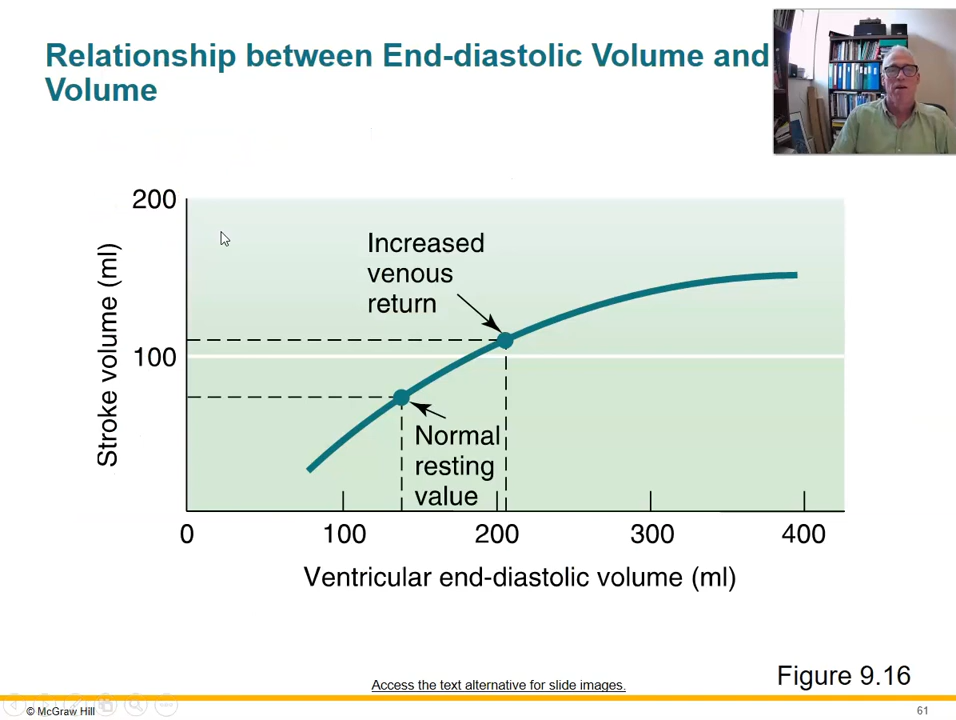 Relationship between End-diastolic Volume and
Volume
200
100
Stroke volume (ml)
Increased
venous
return
Normal
resting
value
0 100 200 300 400
Ventricular end-diastolic volume (ml)
Figure 9.16
Access the text alternative for slide images.
© McGraw Hill
61